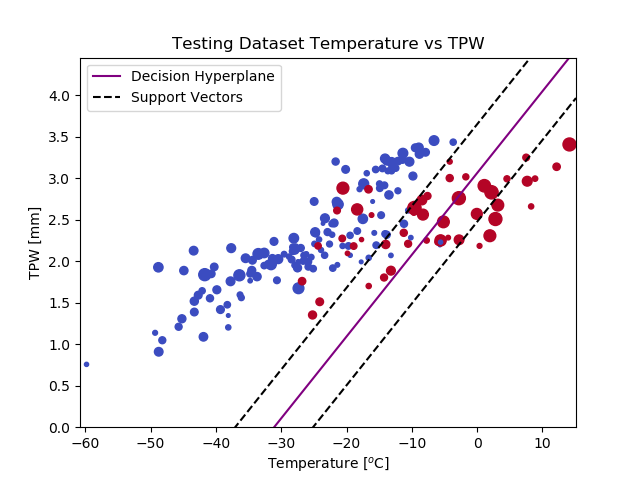 Testing Dataset Temperature vs TPW
Decision Hyperplane
Support Vectors
TPW [mm]
4.0
3.5
3.0
2.5
2.0
1.5
1.0
0.5
0.0
−60 −50 −40 −30 −20 −10 0 10
Temperature [°C]